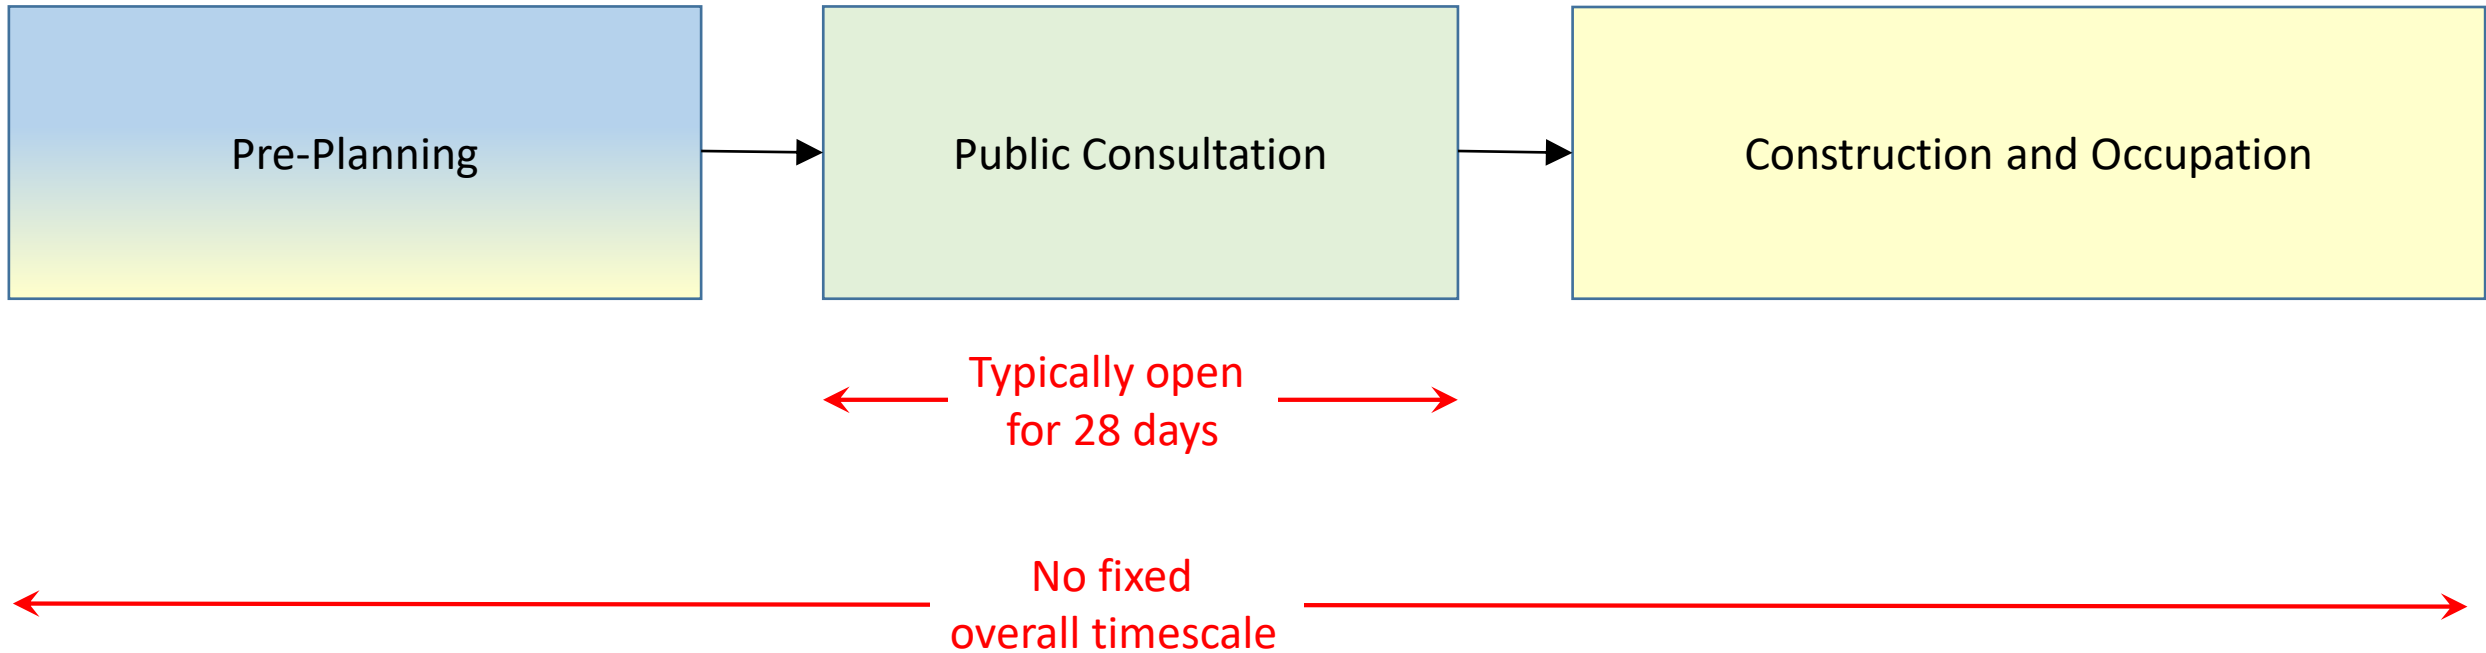 Pre-Planning
Public Consultation
Construction and Occupation
Typically open
for 28 days
No fixed
overall timescale